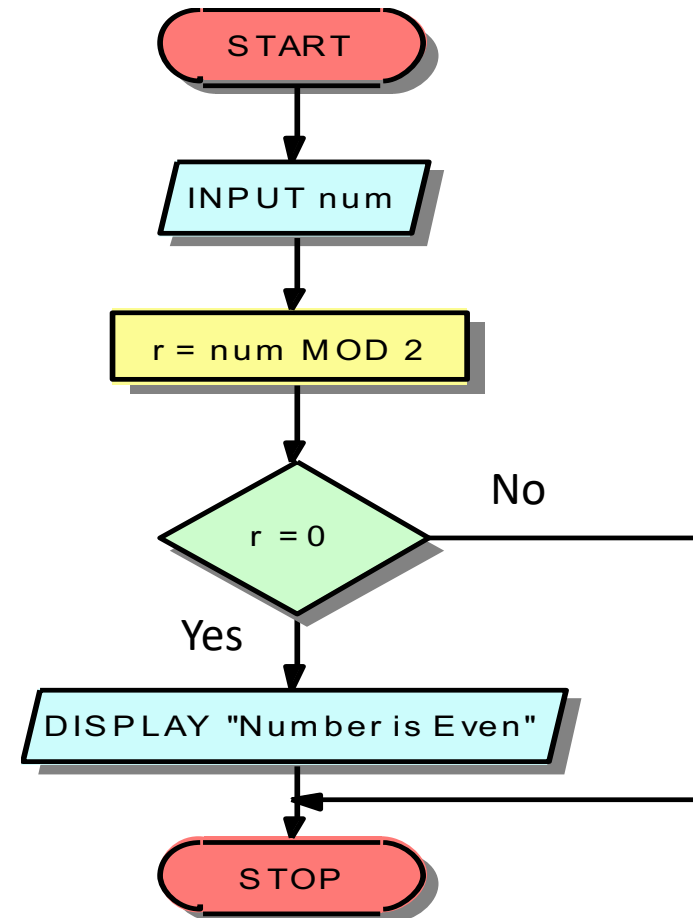 START
INPUT num
r = num MOD 2
r = 0
No
Yes
DISPLAY "Number is Even"
STOP